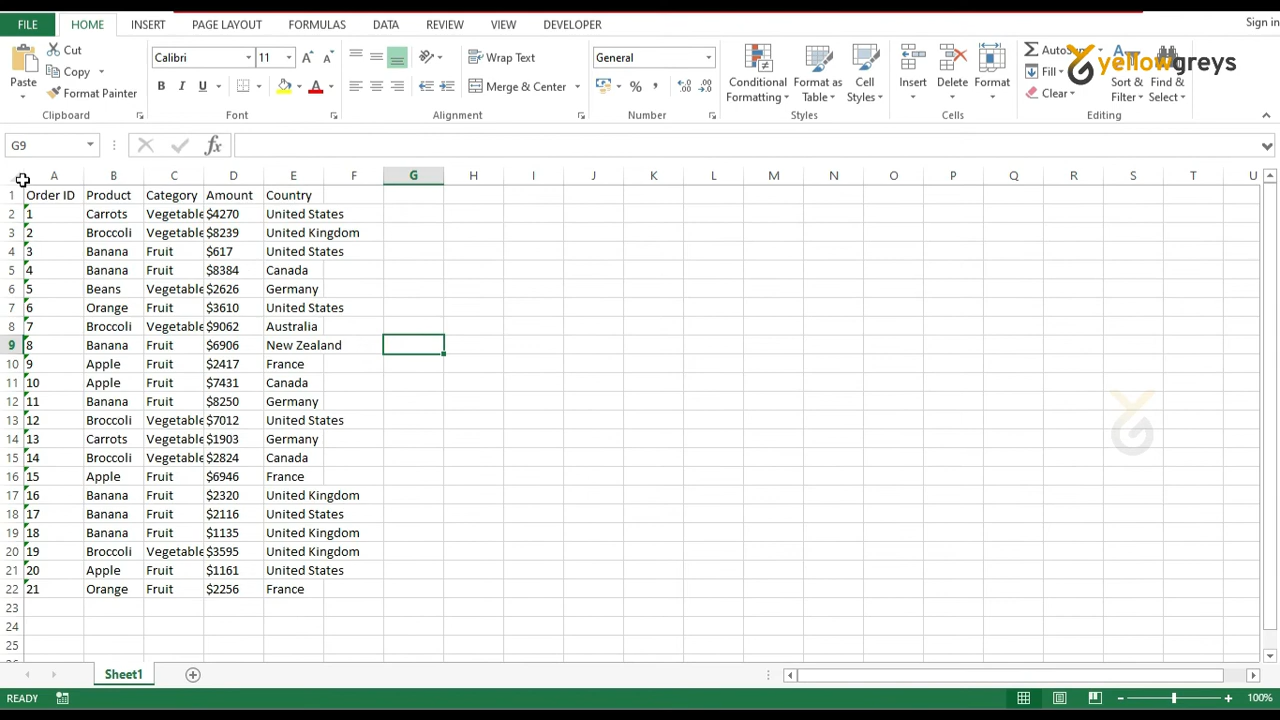 FILE HOME INSERT PAGE LAYOUT FORMULAS DATA REVIEW VIEW DEVELOPER Sign in
Cut
Copy
Format Painter
Paste
Clipboard
Calibri 11
B I U A
Font
Wrap Text
Merge & Center
Alignment
General
%
Number
Conditional Formatting
Format as Table
Cell Styles
Styles
Insert Delete Format
Cells
Fill
Clear
Sort & Filter
Find & Select
Editing
yellowgreys
G9 fx
A B C D E F G H I J K L M N O P Q R S T U
1 Order ID Product Category Amount Country
2 1 Carrots Vegetable $4270 United States
3 2 Broccoli Vegetable $8239 United Kingdom
4 3 Banana Fruit $617 United States
5 4 Banana Fruit $8384 Canada
6 5 Beans Vegetable $2626 Germany
7 6 Orange Fruit $3610 United States
8 7 Broccoli Vegetable $9062 Australia
9 8 Banana Fruit $6906 New Zealand
10 9 Apple Fruit $2417 France
11 10 Apple Fruit $7431 Canada
12 11 Banana Fruit $8250 Germany
13 12 Broccoli Vegetable $7012 United States
14 13 Carrots Vegetable $1903 Germany
15 14 Broccoli Vegetable $2824 Canada
16 15 Apple Fruit $6946 France
17 16 Banana Fruit $2320 United Kingdom
18 17 Banana Fruit $2116 United States
19 18 Banana Fruit $1135 United Kingdom
20 19 Broccoli Vegetable $3595 United Kingdom
21 20 Apple Fruit $1161 United States
22 21 Orange Fruit $2256 France
23
24
25
Sheet1
READY 100%